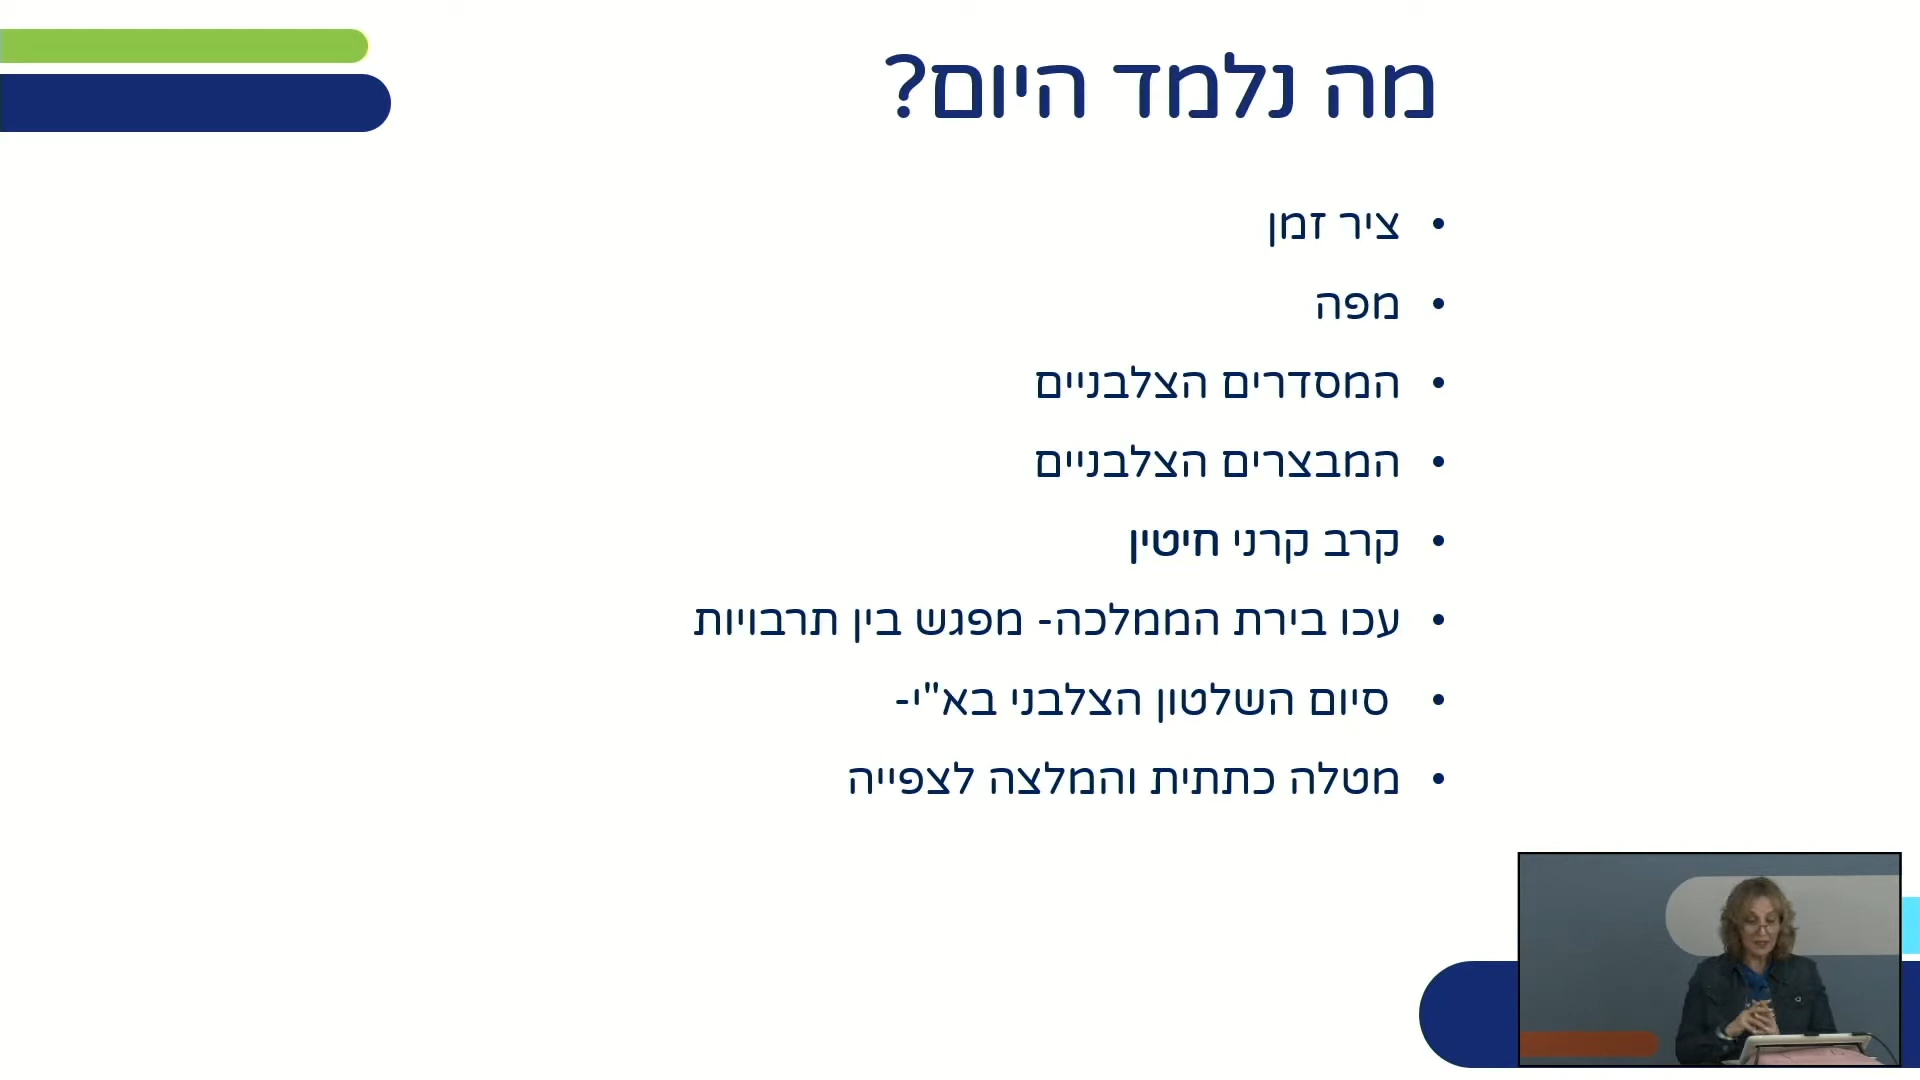 מה נלמד היום?
• ציר זמן
• מפה
• המסדרים הצלבניים
• המבצרים הצלבניים
• קרב קרני חיטין
• עכו בירת הממלכה- מפגש בין תרבויות
• סיום השלטון הצלבני בא"י-
• מטלה כתתית והמלצה לצפייה